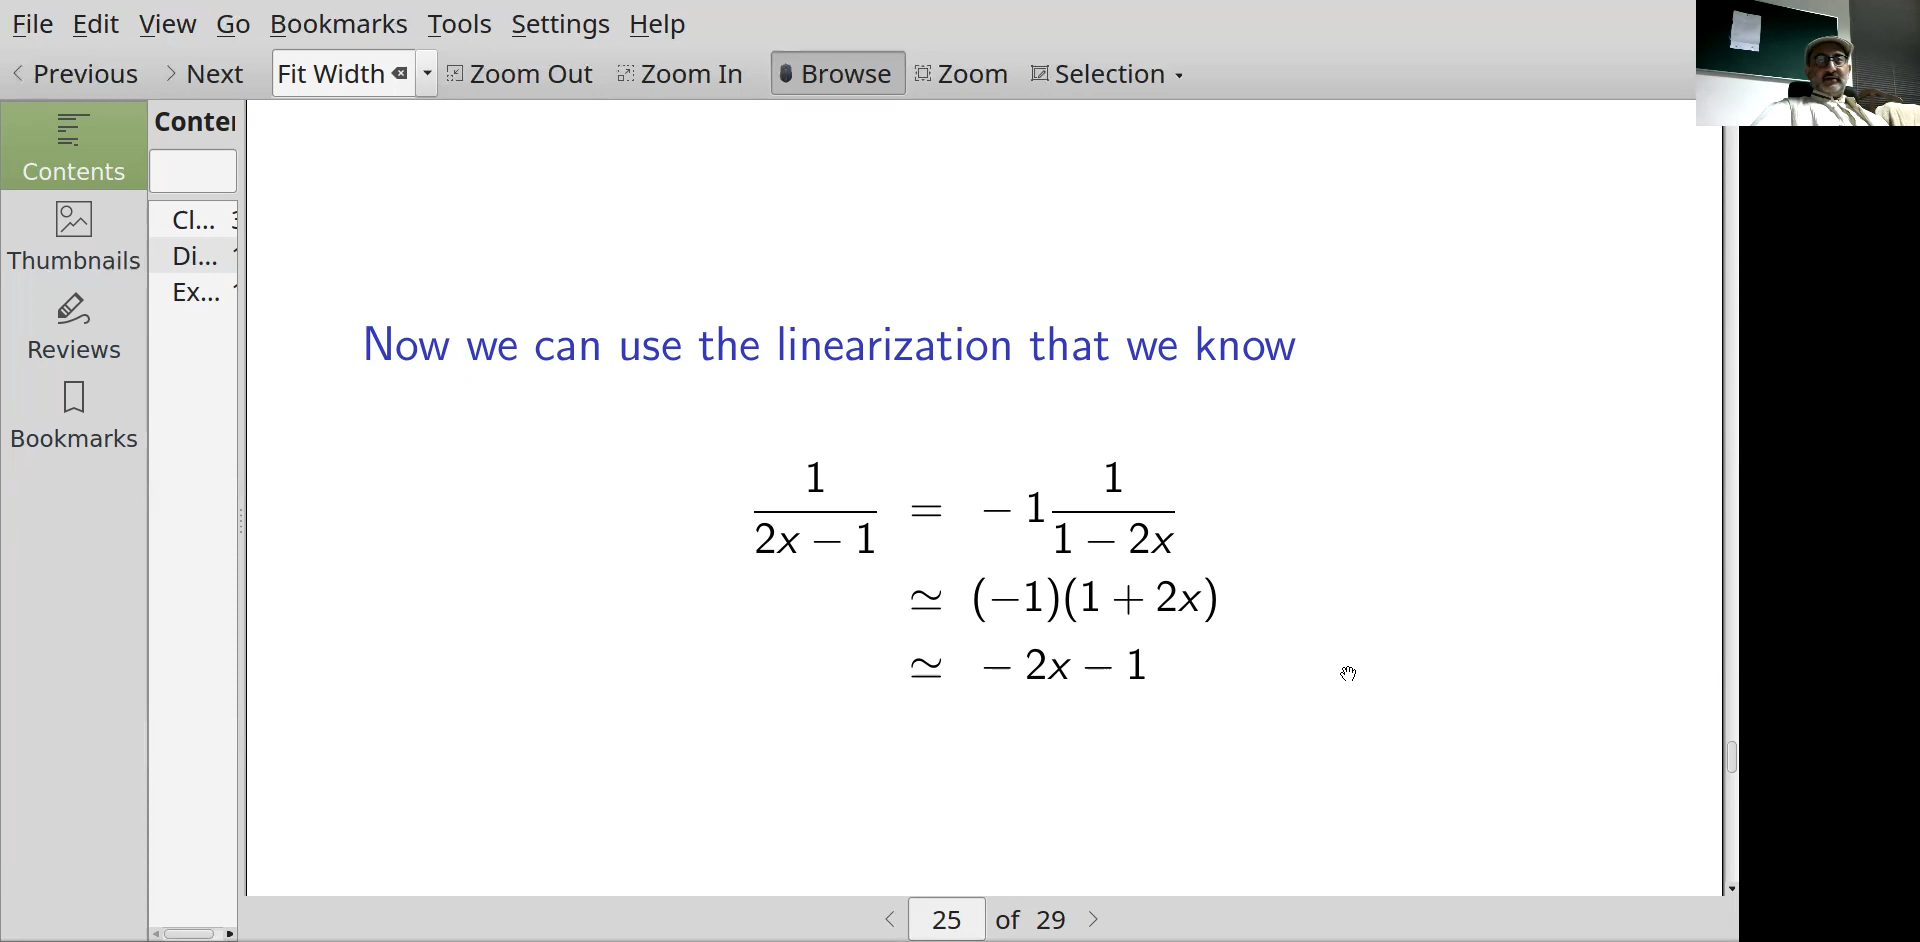 File Edit View Go Bookmarks Tools Settings Help
< Previous > Next Fit Width Zoom Out Zoom In Browse Zoom Selection
Contents
Thumbnails
Reviews
Bookmarks
Conter
Cl...
Di...
Ex...
Now we can use the linearization that we know
1/(2x − 1) = − 1 1/(1 − 2x)
≃ (−1)(1 + 2x)
≃ − 2x − 1
< 25 of 29 >